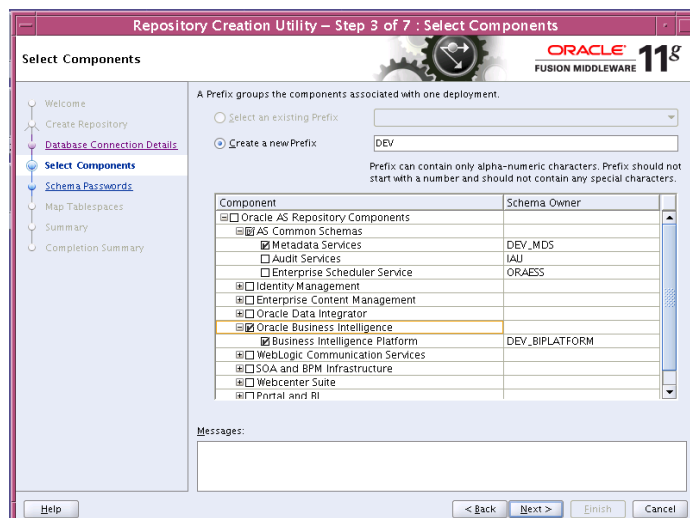 Repository Creation Utility – Step 3 of 7 : Select Components
Select Components
ORACLE
FUSION MIDDLEWARE 11g
Welcome
Create Repository
Database Connection Details
Select Components
Schema Passwords
Map Tablespaces
Summary
Completion Summary
A Prefix groups the components associated with one deployment.
Select an existing Prefix
Create a new Prefix DEV
Prefix can contain only alpha-numeric characters. Prefix should not
start with a number and should not contain any special characters.
Component Schema Owner
Oracle AS Repository Components
AS Common Schemas
Metadata Services DEV_MDS
Audit Services IAU
Enterprise Scheduler Service ORAESS
Identity Management
Enterprise Content Management
Oracle Data Integrator
Oracle Business Intelligence
Business Intelligence Platform DEV_BIPLATFORM
WebLogic Communication Services
SOA and BPM Infrastructure
Webcenter Suite
Portal and BI
Messages:
Help < Back Next > Finish Cancel